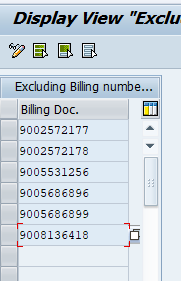 Display View "Exclu
Excluding Billing numbe...
Billing Doc.
9002572177
9002572178
9005531256
9005686896
9005686899
9008136418